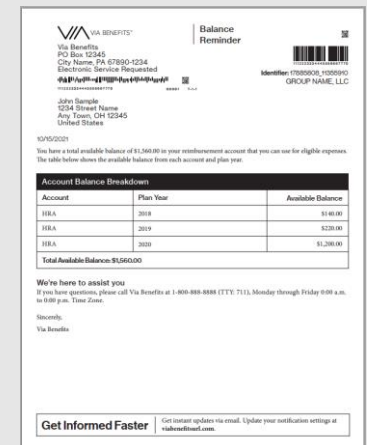 VIA BENEFITS
Balance
Reminder
Via Benefits
PO Box 12345
City Name, PA 67890-1234
Electronic Service Requested
GROUP NAME, LLC
John Sample
1234 Street Name
Any Town, OH 12345
United States
10/15/2021
You have a total available balance of $1,560.00 in your reimbursement account that you can use for eligible expenses.
The table below shows the available balance from each account and plan year.
Account Balance Breakdown
Account Plan Year Available Balance
HRA 2018 $140.00
HRA 2019 $220.00
HRA 2020 $1,200.00
Total Available Balance: $1,560.00
We're here to assist you
If you have questions, please call Via Benefits at 1-800-888-8888 (TTY: 711), Monday through Friday 0:00 a.m.
to 0:00 p.m. Time Zone.
Sincerely,
Via Benefits
Get Informed Faster
Get instant updates via email. Update your notification settings at
viabenefitsurl.com.